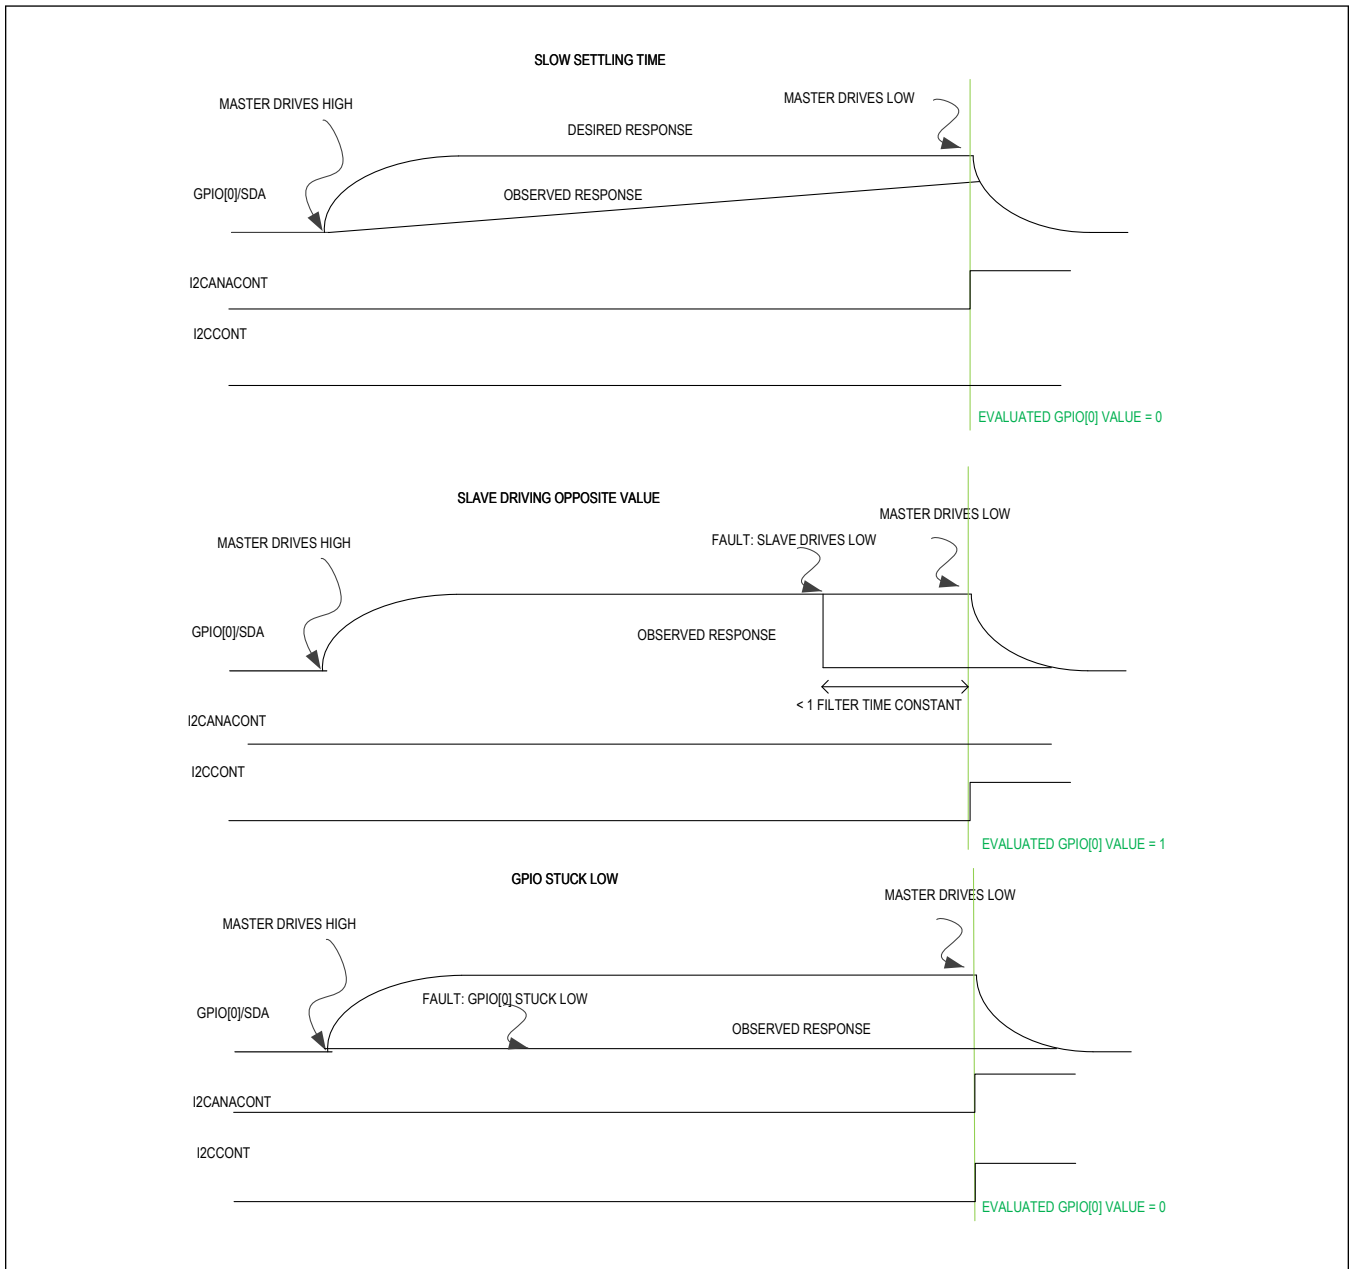 SLOW SETTLING TIME
MASTER DRIVES HIGH
MASTER DRIVES LOW
DESIRED RESPONSE
GPIO[0]/SDA
OBSERVED RESPONSE
I2CANACONT
I2CCONT
EVALUATED GPIO[0] VALUE = 0
SLAVE DRIVING OPPOSITE VALUE
MASTER DRIVES LOW
MASTER DRIVES HIGH
FAULT: SLAVE DRIVES LOW
GPIO[0]/SDA
OBSERVED RESPONSE
< 1 FILTER TIME CONSTANT
I2CANACONT
I2CCONT
EVALUATED GPIO[0] VALUE = 1
GPIO STUCK LOW
MASTER DRIVES LOW
MASTER DRIVES HIGH
FAULT: GPIO[0] STUCK LOW
GPIO[0]/SDA
OBSERVED RESPONSE
I2CANACONT
I2CCONT
EVALUATED GPIO[0] VALUE = 0